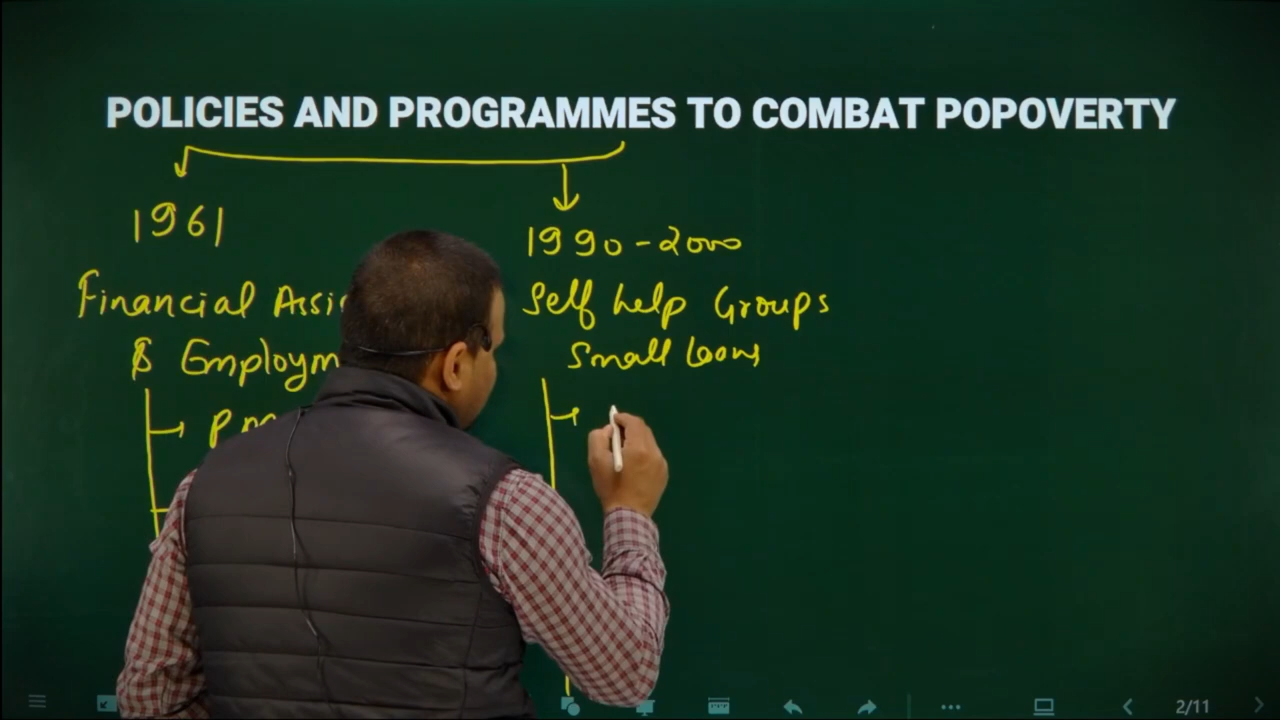 POLICIES AND PROGRAMMES TO COMBAT POPOVERTY
1961
Financial Assi
& Employm
1990-2000
Self help Groups
Small loans
2/11